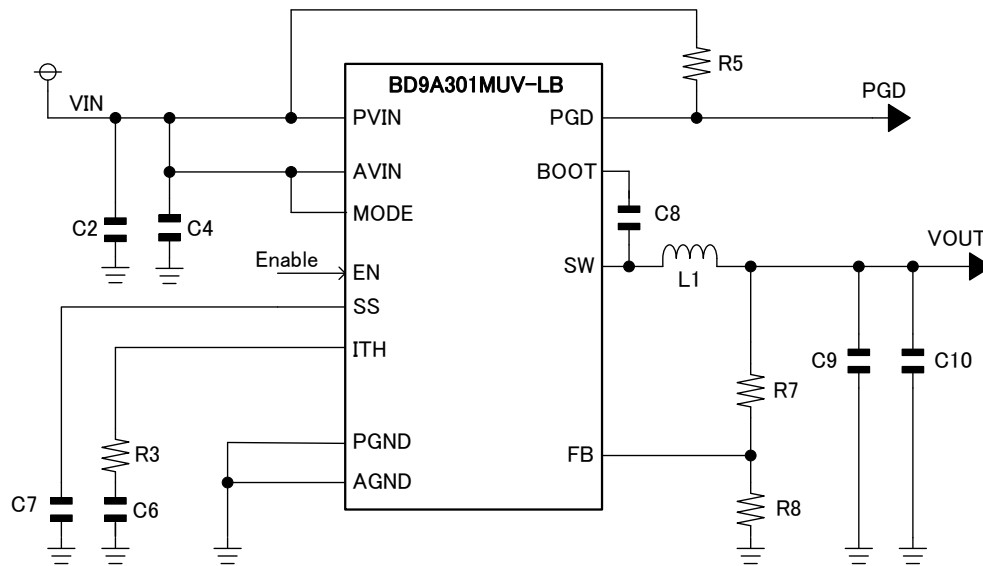 BD9A301MUV-LB
R5
PGD
VIN
PVIN
PGD
AVIN
BOOT
MODE
C2
C4
C8
VOUT
Enable
EN
SW
L1
SS
ITH
C9
C10
R7
R3
PGND
FB
AGND
C7
C6
R8